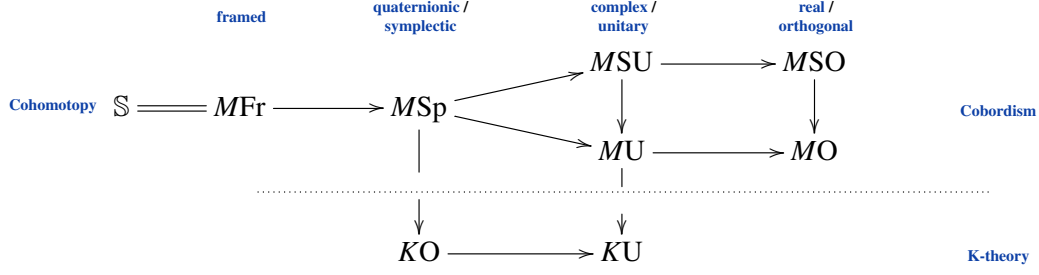 framed
quaternionic /
symplectic
complex /
unitary
real /
orthogonal
MSU
MSO
Cohomotopy
𝕊
MFr
MSp
Cobordism
MU
MO
KO
KU
K-theory